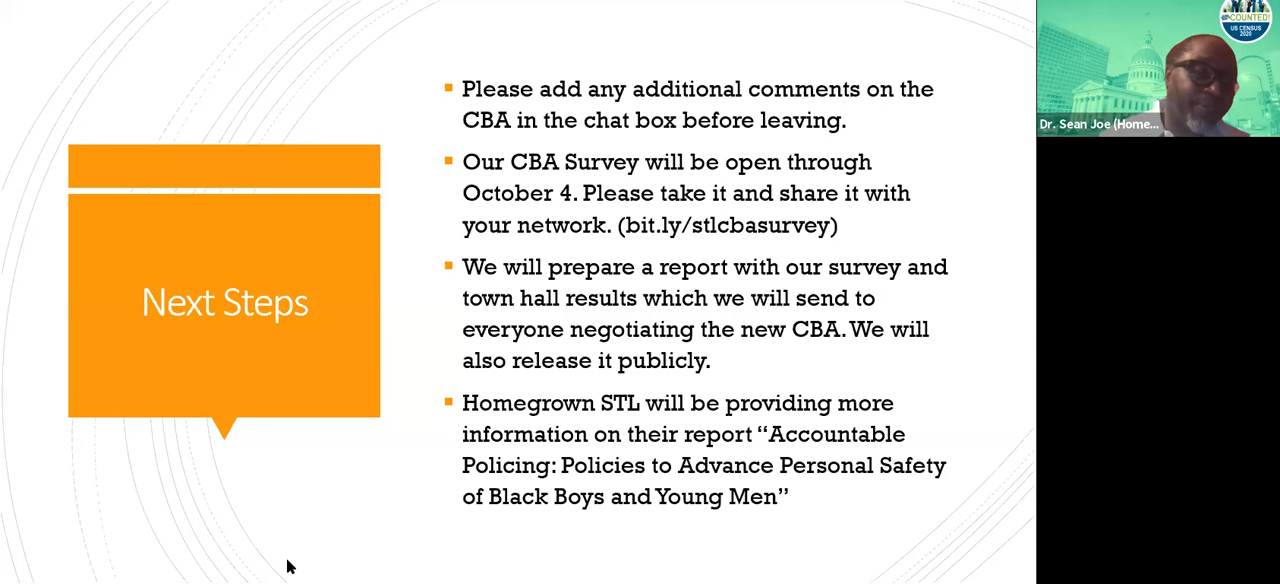 Next Steps
Please add any additional comments on the
CBA in the chat box before leaving.
Our CBA Survey will be open through
October 4. Please take it and share it with
your network. (bit.ly/stlcbasurvey)
We will prepare a report with our survey and
town hall results which we will send to
everyone negotiating the new CBA. We will
also release it publicly.
Homegrown STL will be providing more
information on their report “Accountable
Policing: Policies to Advance Personal Safety
of Black Boys and Young Men”
COUNTED!
US CENSUS
2020
Dr. Sean Joe (Home...